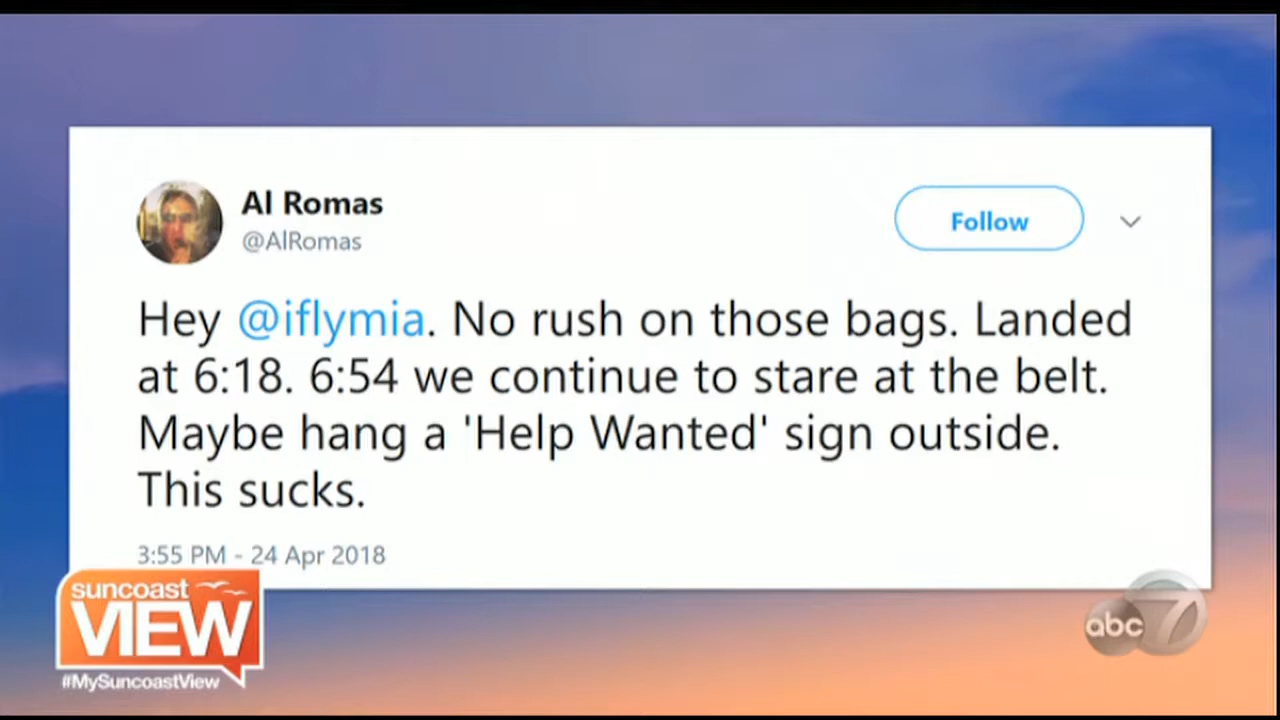 Al Romas
@AlRomas
Follow
Hey @iflymia. No rush on those bags. Landed
at 6:18. 6:54 we continue to stare at the belt.
Maybe hang a 'Help Wanted' sign outside.
This sucks.
3:55 PM - 24 Apr 2018
suncoast
VIEW
#MySuncoastView
abc 7